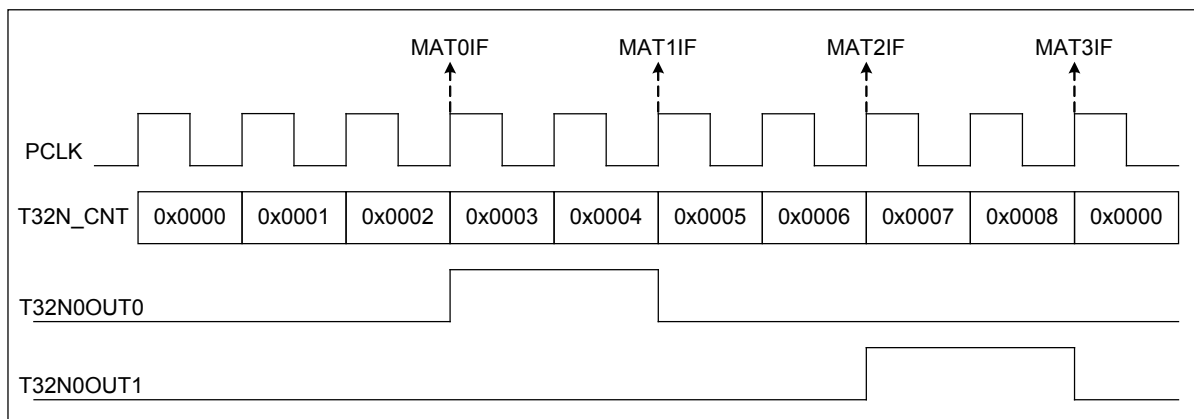 MAT0IF MAT1IF MAT2IF MAT3IF
PCLK
T32N_CNT 0x0000 0x0001 0x0002 0x0003 0x0004 0x0005 0x0006 0x0007 0x0008 0x0000
T32N0OUT0
T32N0OUT1